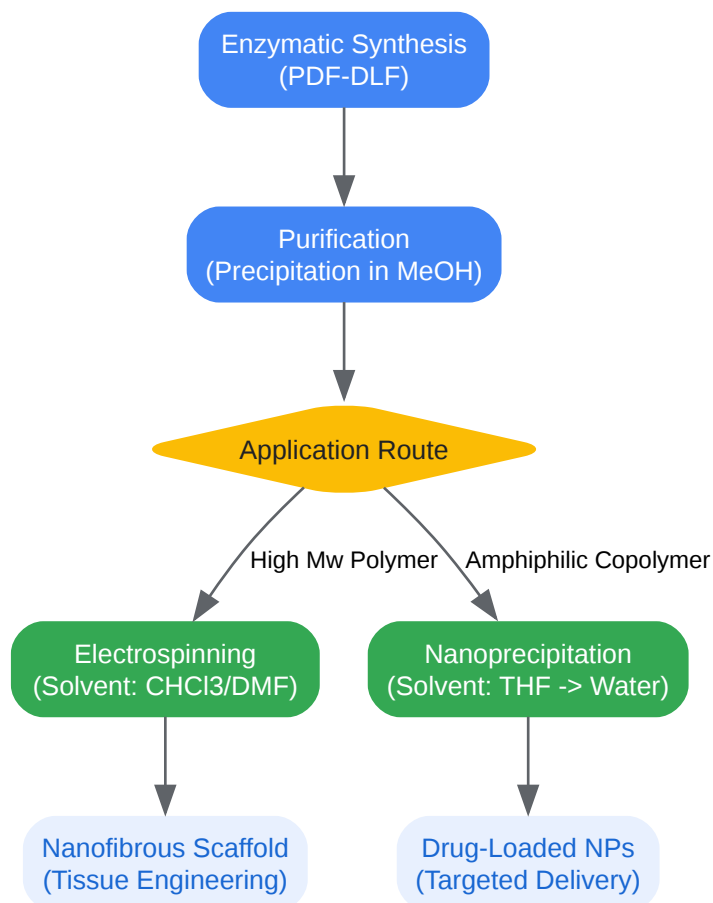 Enzymatic Synthesis
(PDF-DLF)
Purification
(Precipitation in MeOH)
Application Route
High Mw Polymer
Amphiphilic Copolymer
Electrospinning
(Solvent: CHCl3/DMF)
Nanoprecipitation
(Solvent: THF -> Water)
Nanofibrous Scaffold
(Tissue Engineering)
Drug-Loaded NPs
(Targeted Delivery)